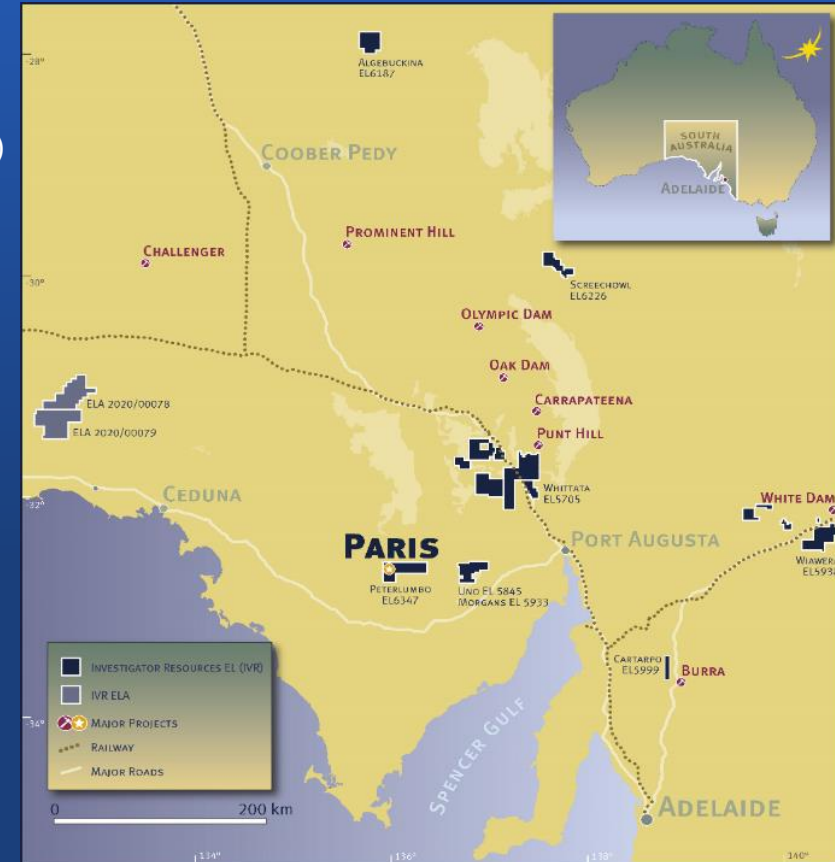 )
-28°
ALGEBUCKINA
EL6187
SOUTH
AUSTRALIA
ADELAIDE
COOBER PEDY
CHALLENGER
PROMINENT HILL
-30°
SCREECHOWL
EL6226
OLYMPIC DAM
OAK DAM
CARRAPATEENA
ELA 2020/00078
ELA 2020/00079
PUNT HILL
CEDUNA
-32°
WHITTATA
EL5705
WHITE DAM
PARIS
PORT AUGUSTA
PETERLUMBO
EL6347
UNO EL 5845
MORGANS EL 5933
WIAWERA
EL5938
CARTARPO
EL5999
BURRA
INVESTIGATOR RESOURCES EL (IVR)
IVR ELA
MAJOR PROJECTS
RAILWAY
MAJOR ROADS
-34°
SPENCER GULF
0 200 km
ADELAIDE
134° 136° 138° 140°